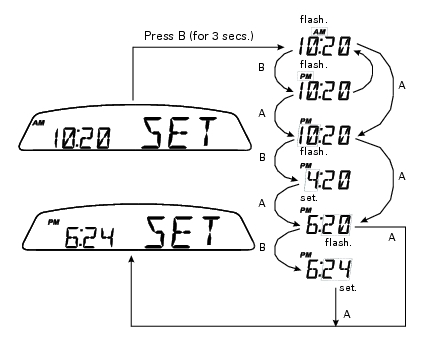 flash.
Press B (for 3 secs.)
AM
10:20
B
flash.
PM
10:20
A
A
AM
10:20 SET
PM
10:20
flash.
B
PM
4:20
A
set.
A
PM
6:20
flash.
A
PM
6:24 SET
B
PM
6:24
set.
A